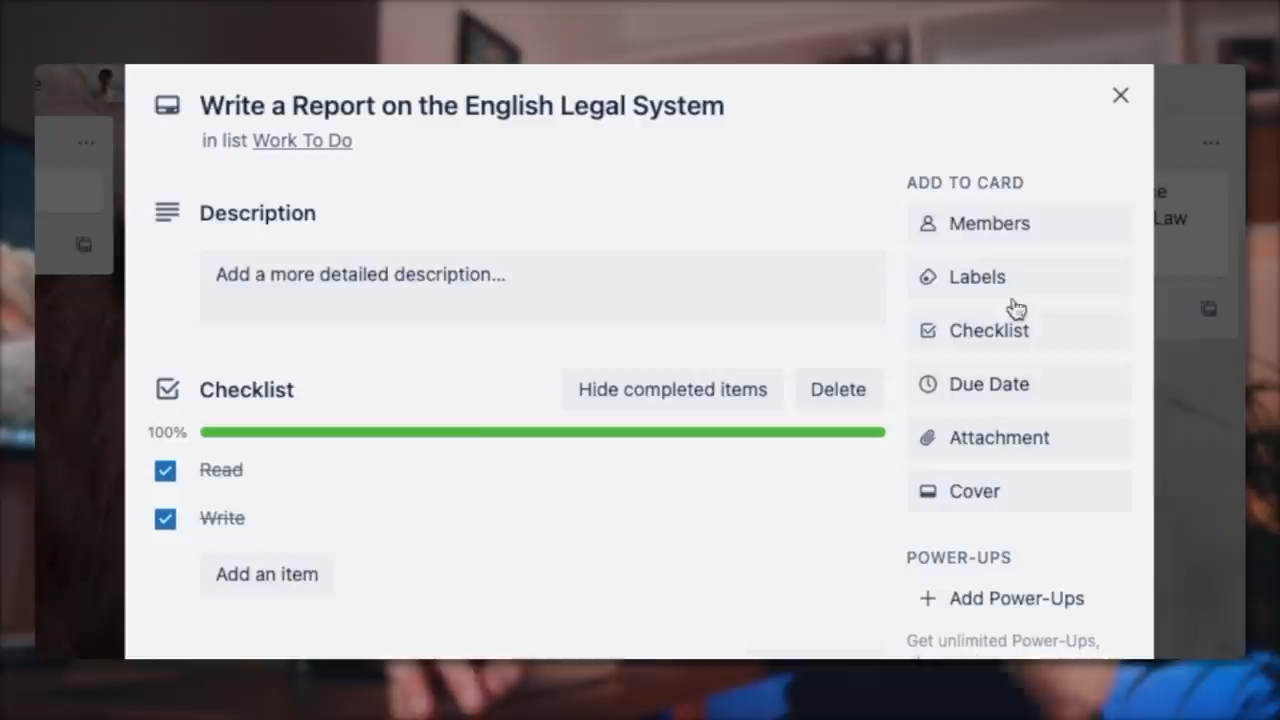 Write a Report on the English Legal System
in list Work To Do
Description
Add a more detailed description...
Checklist
Hide completed items
Delete
100%
Read
Write
Add an item
ADD TO CARD
Members
Labels
Checklist
Due Date
Attachment
Cover
POWER-UPS
+ Add Power-Ups
Get unlimited Power-Ups,
Law